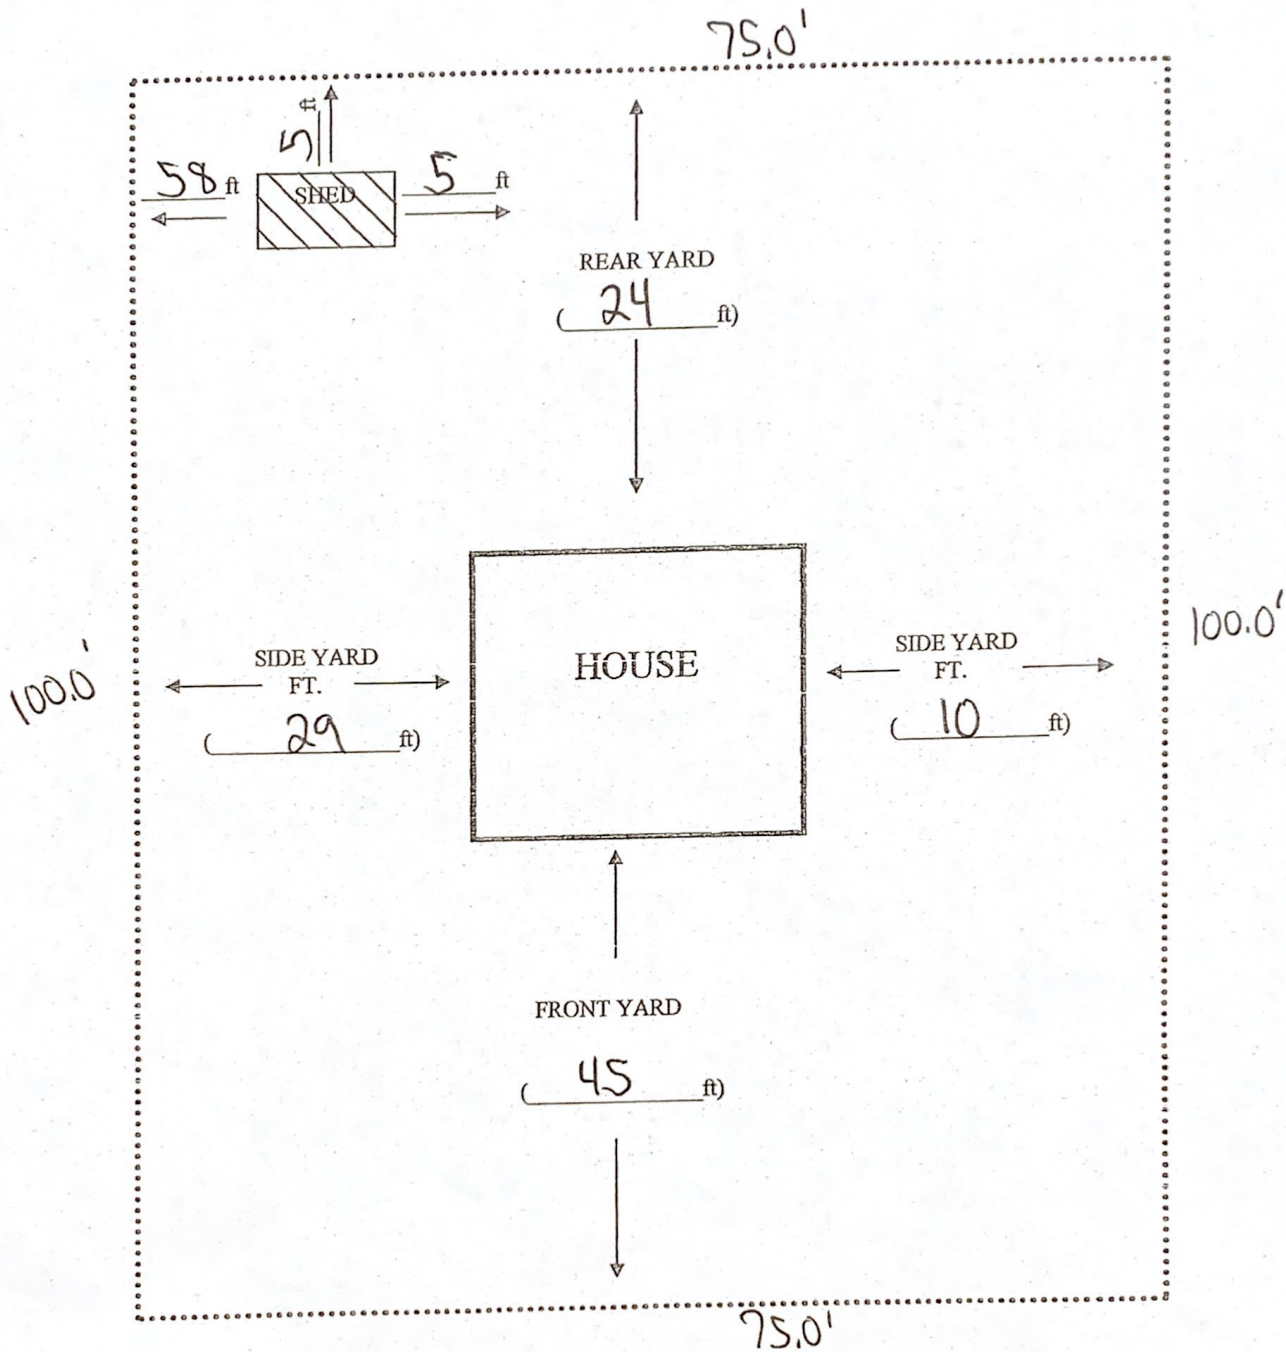 75.0'
5 ft
58 ft
SHED
5 ft
REAR YARD
( 24 ft)
100.0'
SIDE YARD
FT.
( 29 ft)
HOUSE
SIDE YARD
FT.
( 10 ft)
100.0'
FRONT YARD
( 45 ft)
75.0'